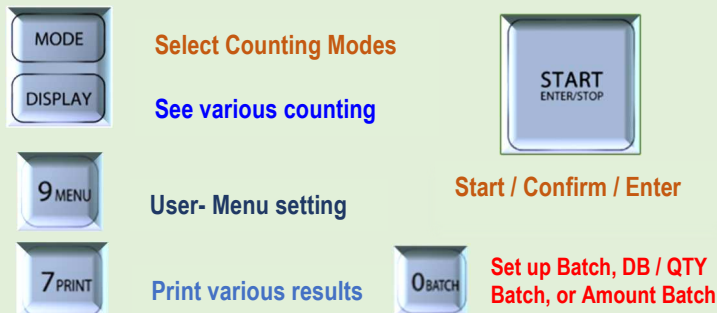 MODE
Select Counting Modes
DISPLAY
See various counting
START
ENTER/STOP
Start / Confirm / Enter
9 MENU
User- Menu setting
7 PRINT
Print various results
0 BATCH
Set up Batch, DB / QTY
Batch, or Amount Batch